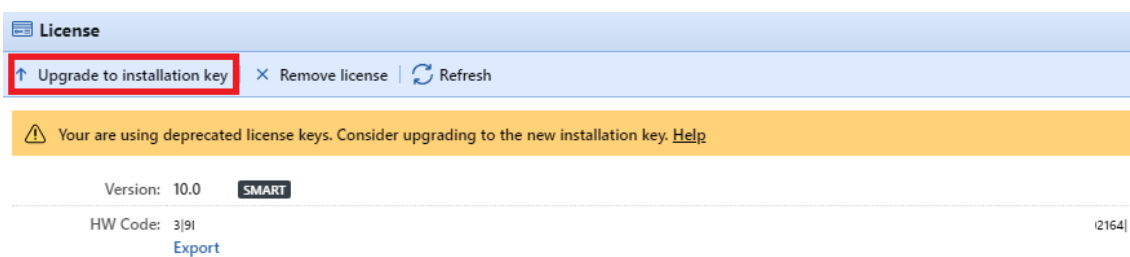 License
Upgrade to installation key Remove license Refresh
Your are using deprecated license keys. Consider upgrading to the new installation key. Help
Version: 10.0 SMART
HW Code: 3|9I 02164|
Export